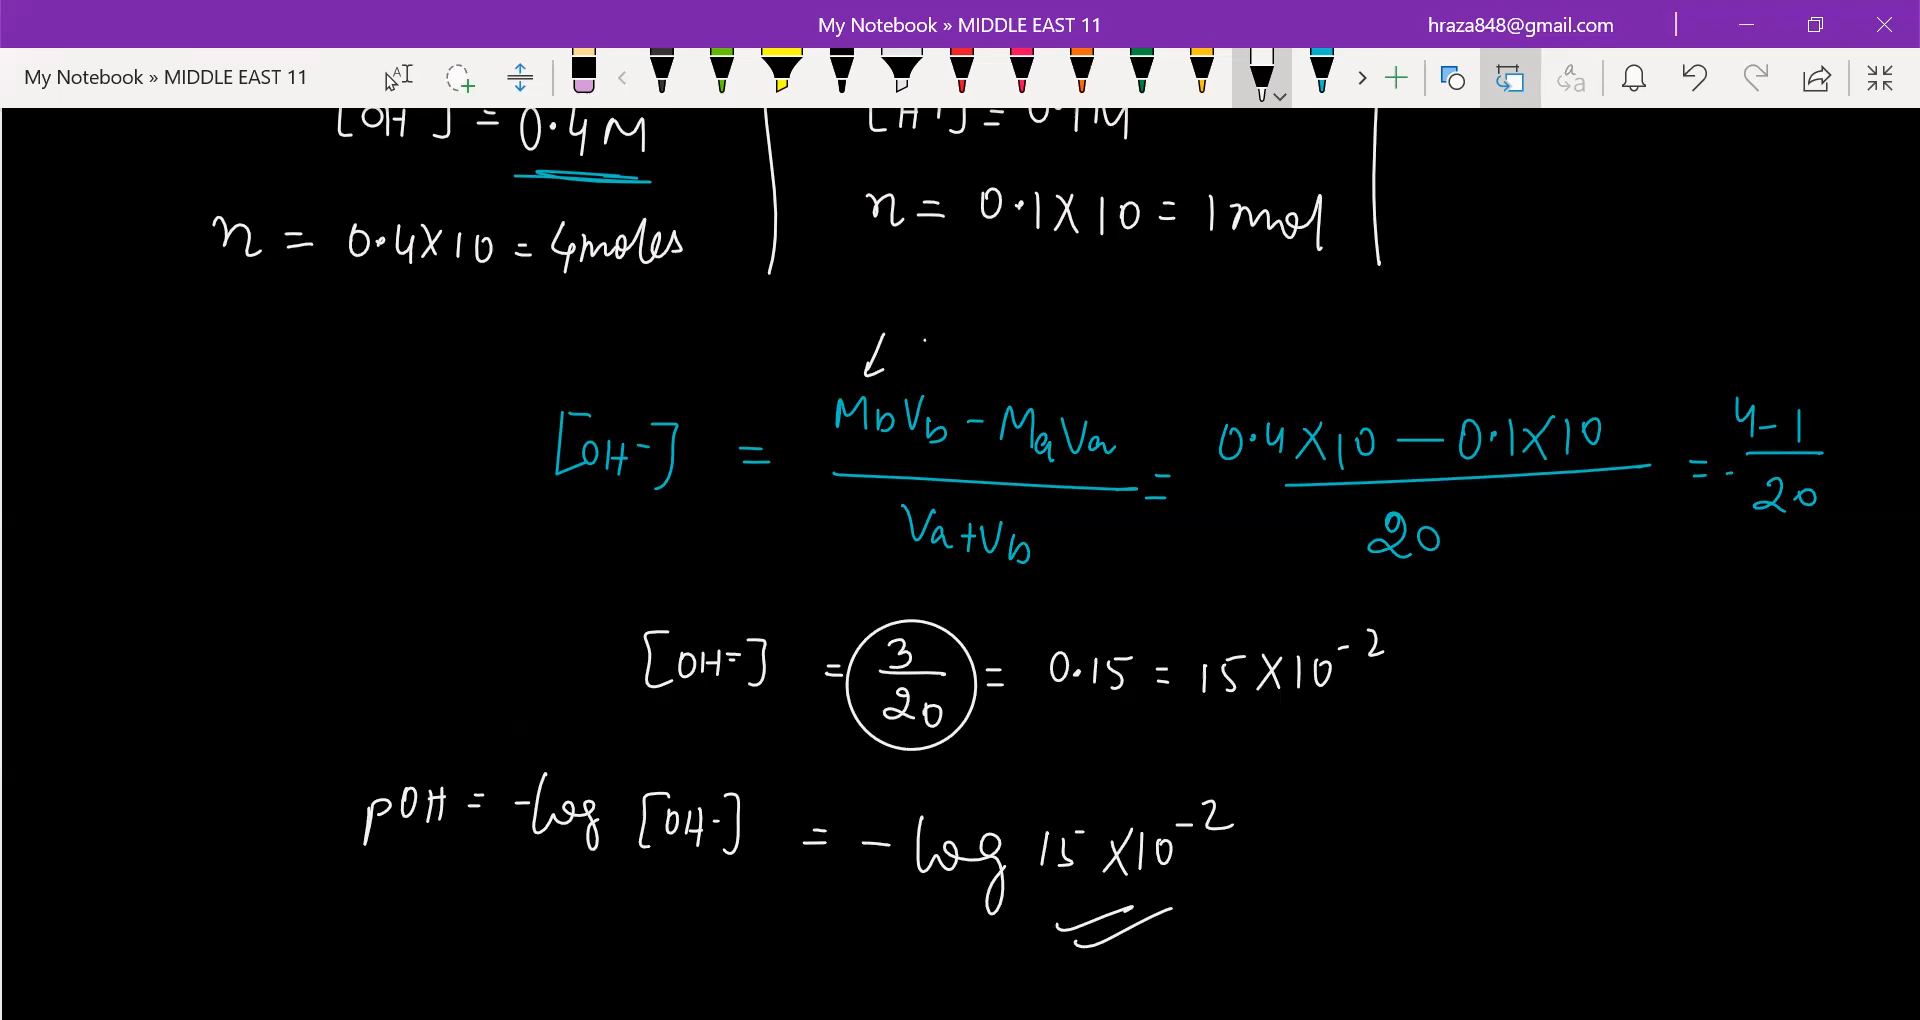 My Notebook » MIDDLE EAST 11
hraza848@gmail.com
My Notebook » MIDDLE EAST 11
[OH⁻] = 0.4 M
[H⁺] = 0.1 M
n = 0.4 X 10 = 4 moles
n = 0.1 X 10 = 1 mol
[OH⁻] = MbVb - MaVa / Va + Vb = 0.4 X 10 — 0.1 X 10 / 20 = 4-1 / 20
[OH⁻] = 3/20 = 0.15 = 15 X 10⁻²
pOH = -log [OH⁻] = - log 15 X 10⁻²